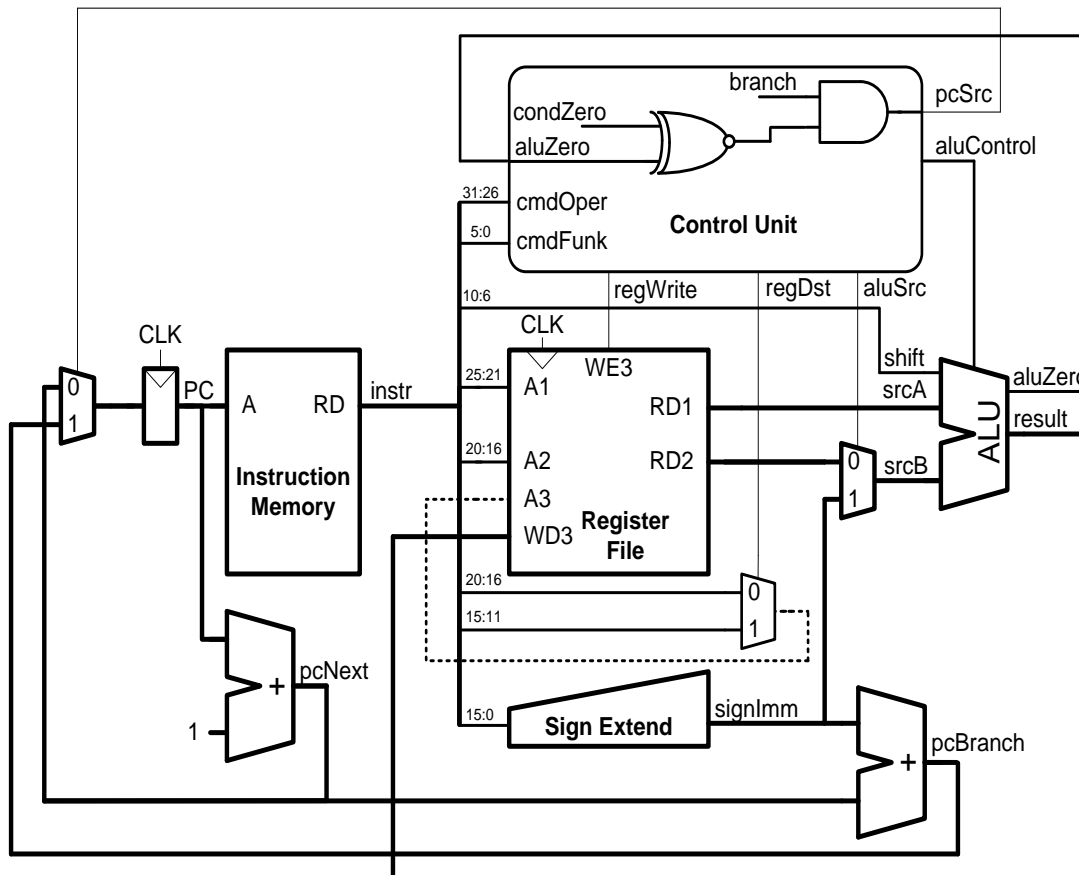 branch
pcSrc
condZero
aluZero
aluControl
31:26
cmdOper
Control Unit
5:0
cmdFunk
regWrite
regDst
aluSrc
10:6
CLK
CLK
shift
WE3
0
1
PC
A
RD
instr
25:21
A1
RD1
srcA
aluZero
result
ALU
20:16
A2
RD2
0
1
srcB
Instruction
Memory
A3
WD3
Register
File
20:16
0
15:11
1
pcNext
+
1
15:0
Sign Extend
signImm
pcBranch
+